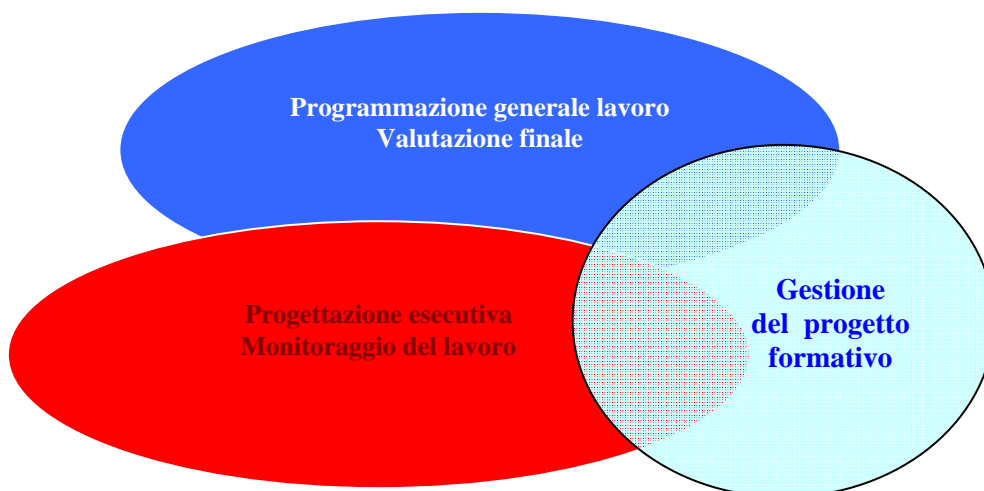 Programmazione generale lavoro
Valutazione finale
Progettazione esecutiva
Monitoraggio del lavoro
Gestione
del progetto
formativo